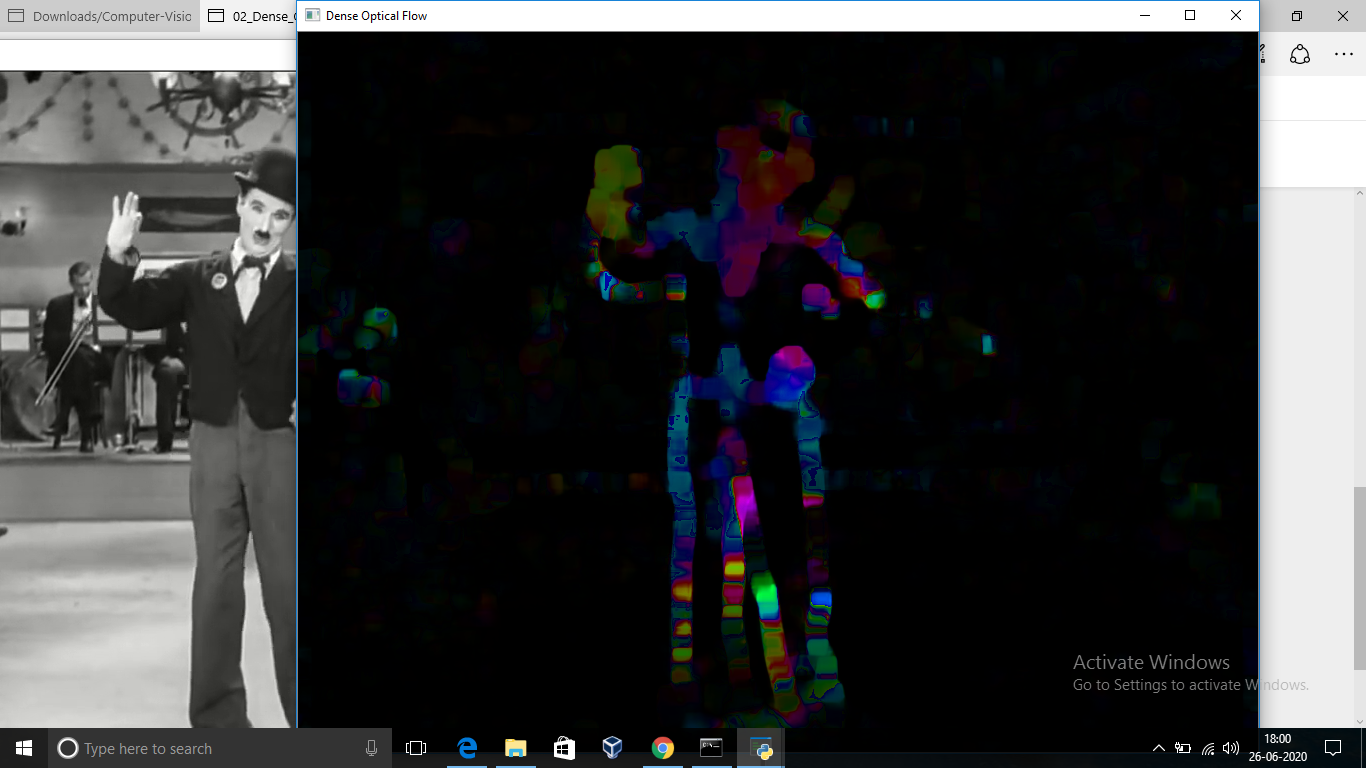 Downloads/Computer-Visio
02_Dense_
Dense Optical Flow
Activate Windows
Go to Settings to activate Windows.
Type here to search
18:00
26-06-2020